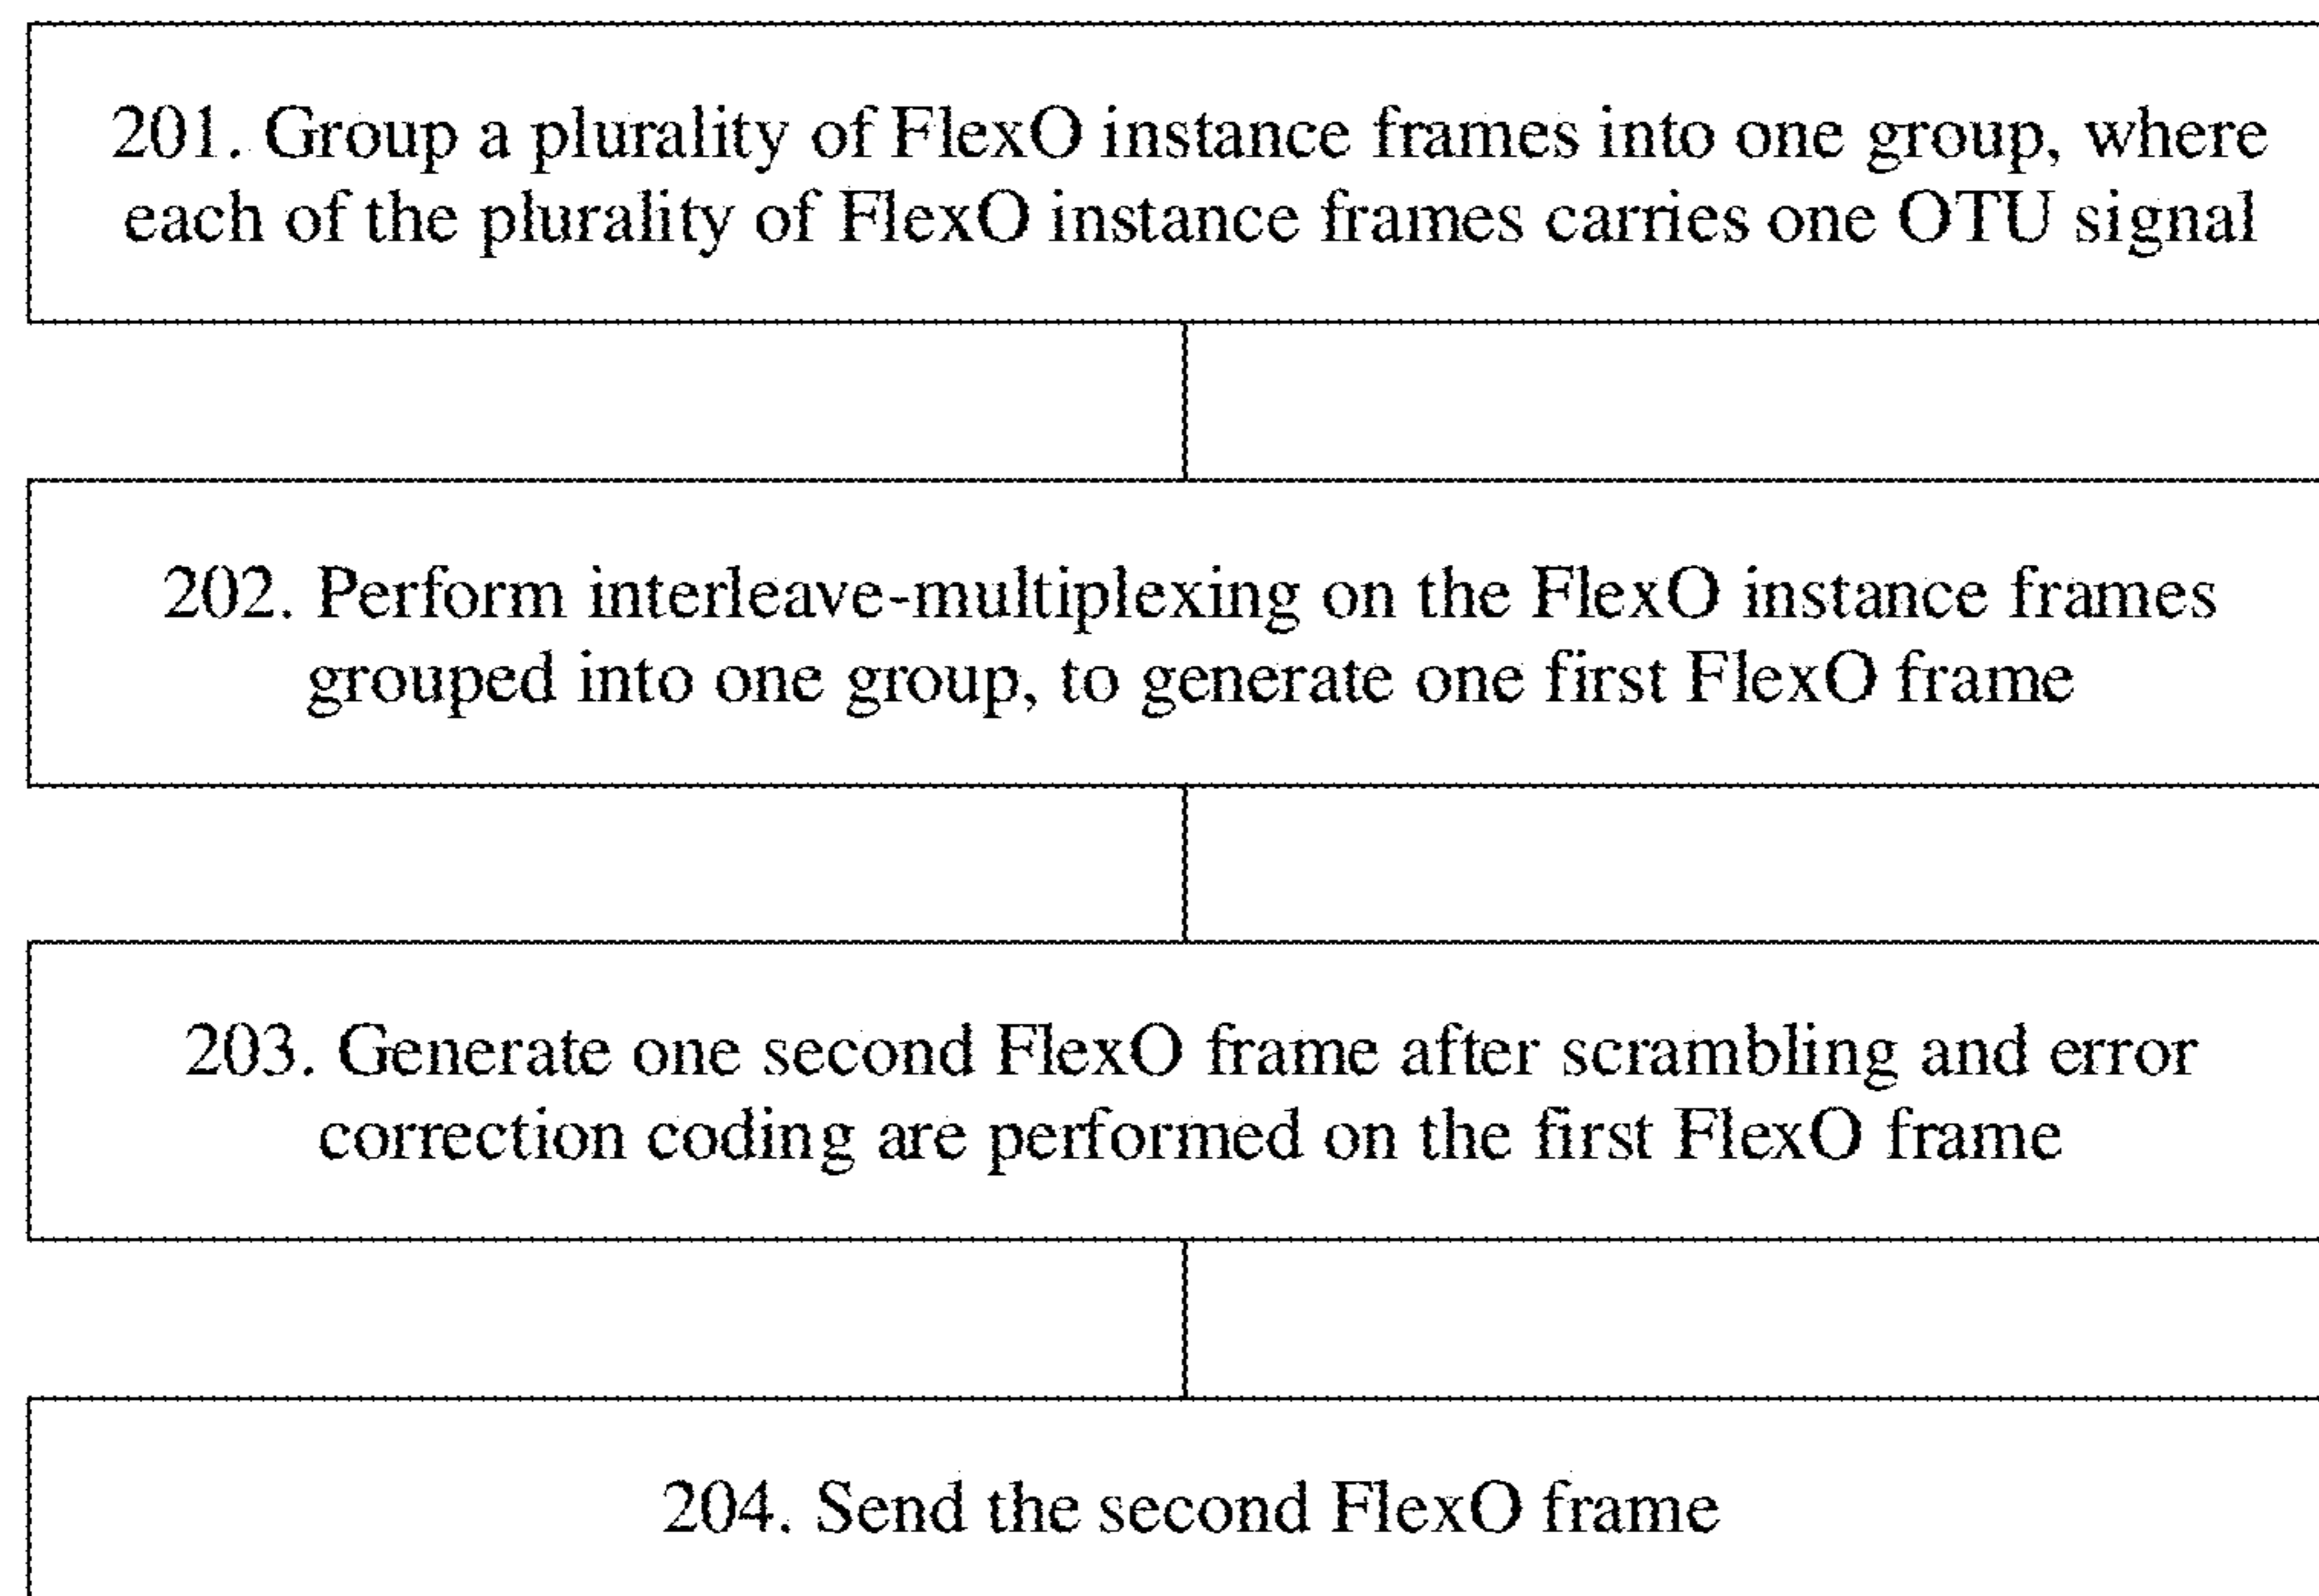 201. Group a plurality of FlexO instance frames into one group, where
each of the plurality of FlexO instance frames carries one OTU signal
202. Perform interleave-multiplexing on the FlexO instance frames
grouped into one group, to generate one first FlexO frame
203. Generate one second FlexO frame after scrambling and error
correction coding are performed on the first FlexO frame
204. Send the second FlexO frame